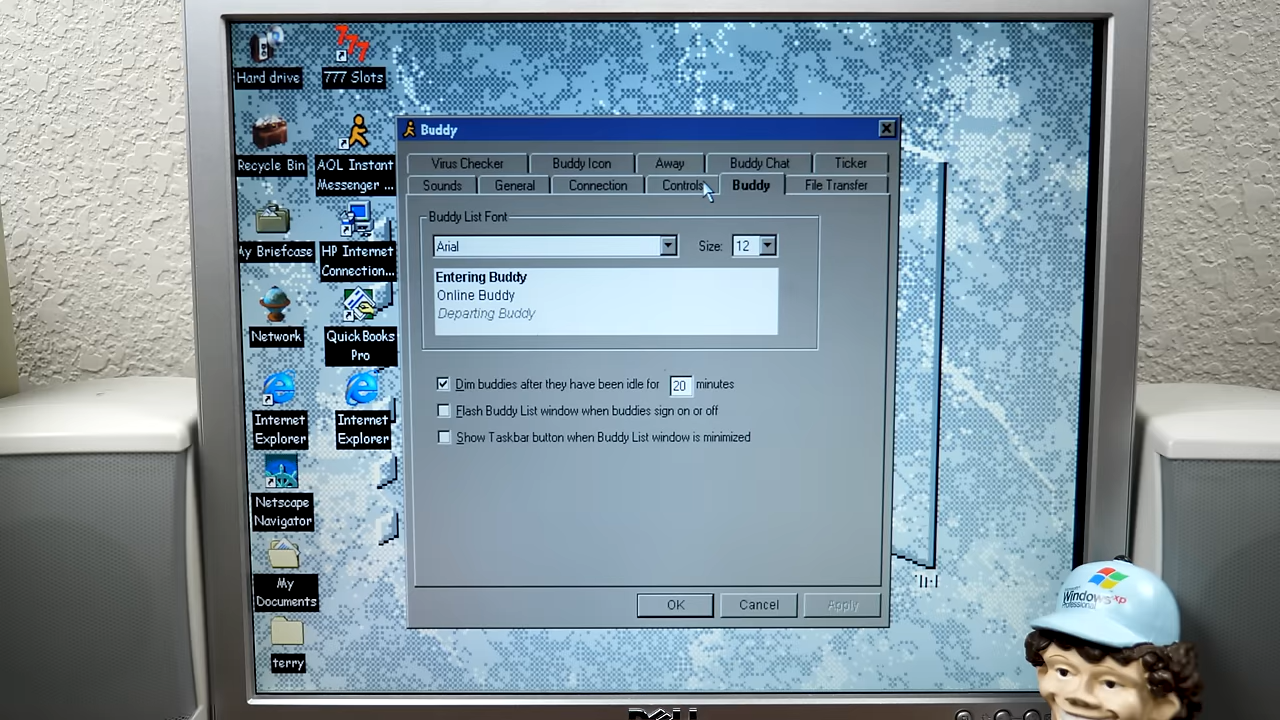 Hard drive
777
777 Slots
Recycle Bin
AOL Instant
Messenger ...
My Briefcase
HP Internet
Connection...
Network
QuickBooks
Pro
Internet
Explorer
Internet
Explorer
Netscape
Navigator
My
Documents
terry
Buddy
Virus Checker
Buddy Icon
Away
Buddy Chat
Ticker
Sounds
General
Connection
Controls
Buddy
File Transfer
Buddy List Font
Arial
Size: 12
Entering Buddy
Online Buddy
Departing Buddy
Dim buddies after they have been idle for 20 minutes
Flash Buddy List window when buddies sign on or off
Show Taskbar button when Buddy List window is minimized
OK
Cancel
Apply
Windows xp
Professional
DELL